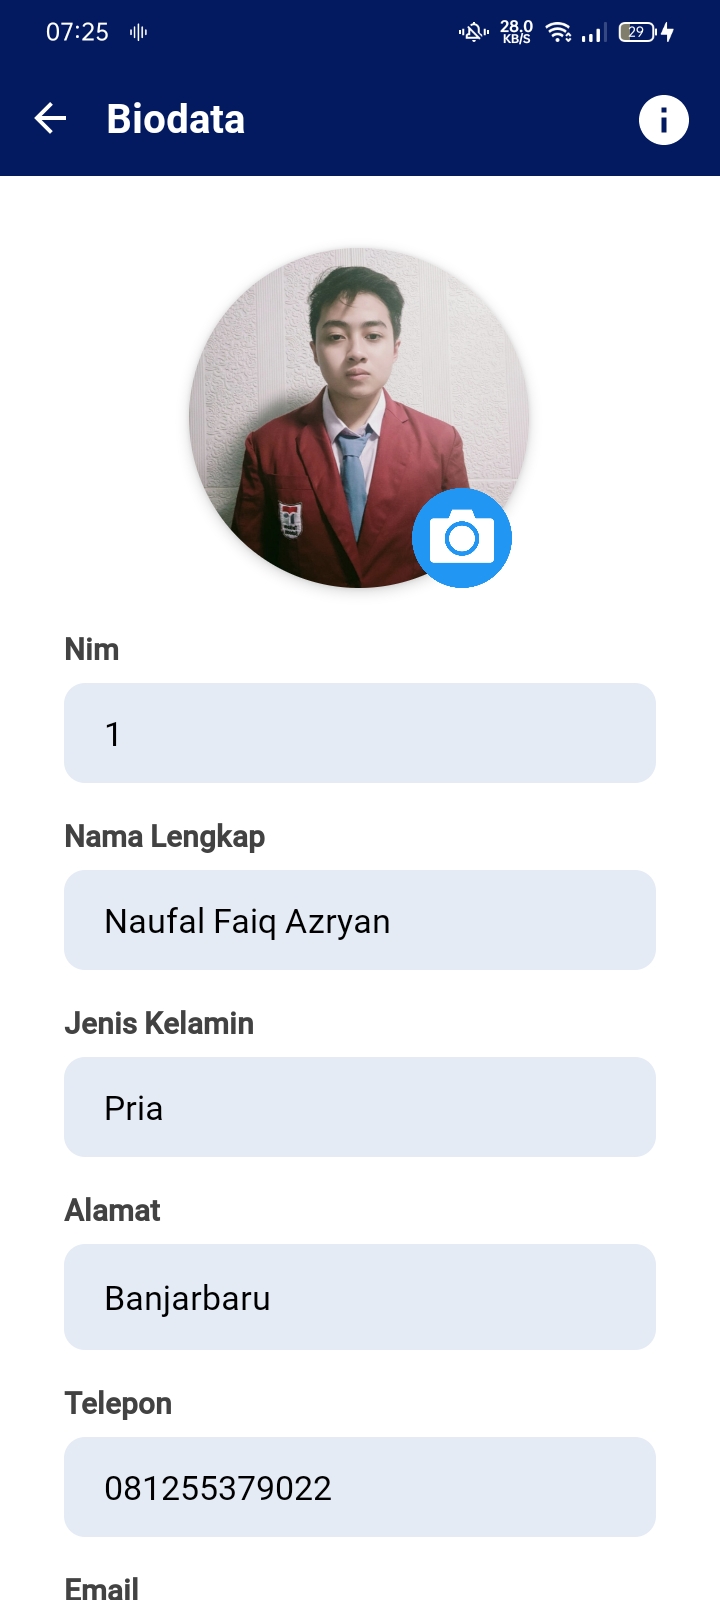 07:25
28.0
KB/S
29
Biodata
Nim
1
Nama Lengkap
Naufal Faiq Azryan
Jenis Kelamin
Pria
Alamat
Banjarbaru
Telepon
081255379022
Email